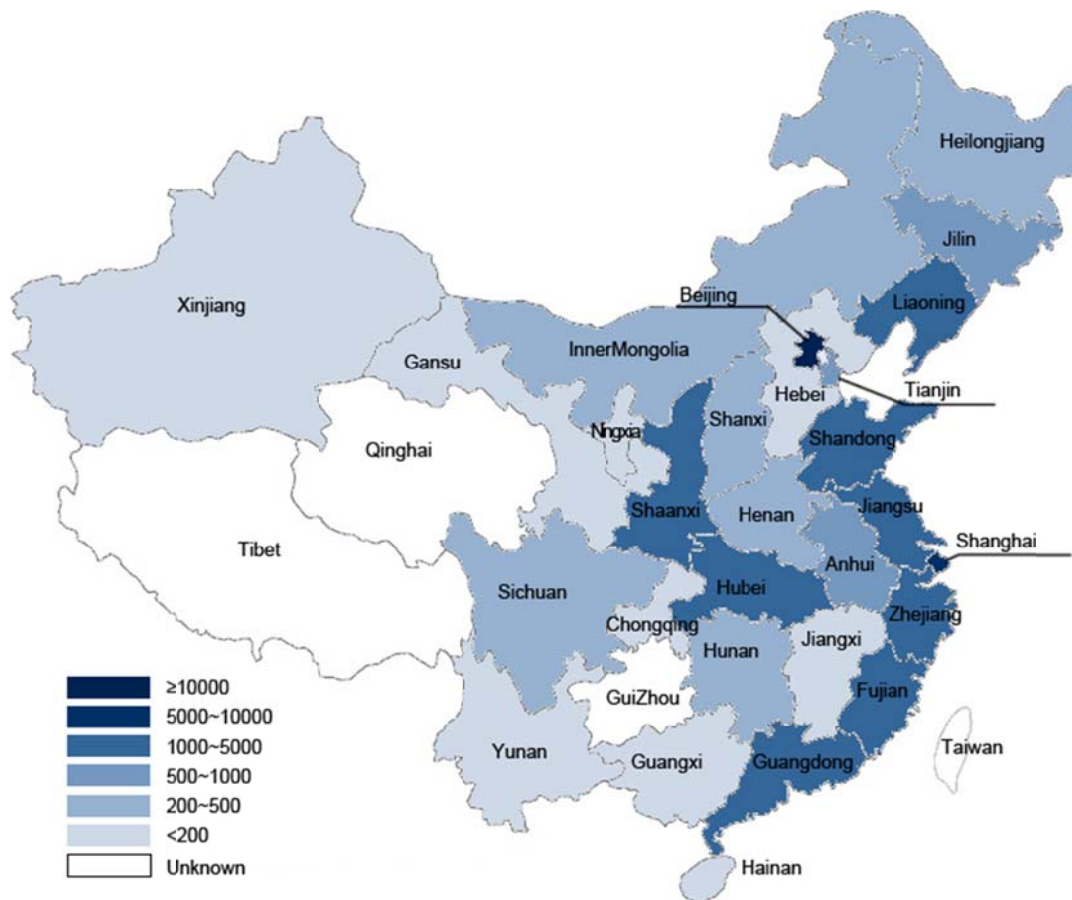 Heilongjiang
Jilin
Beijing
Liaoning
Xinjiang
InnerMongolia
Gansu
Tianjin
Hebei
Shanxi
Ningxia
Shandong
Qinghai
Shaanxi
Henan
Jiangsu
Shanghai
Tibet
Anhui
Sichuan
Hubei
Zhejiang
Chongqing
Jiangxi
Hunan
≥10000
Fujian
GuiZhou
5000~10000
1000~5000
Yunan
Guangxi
Guangdong
Taiwan
500~1000
200~500
<200
Unknown
Hainan